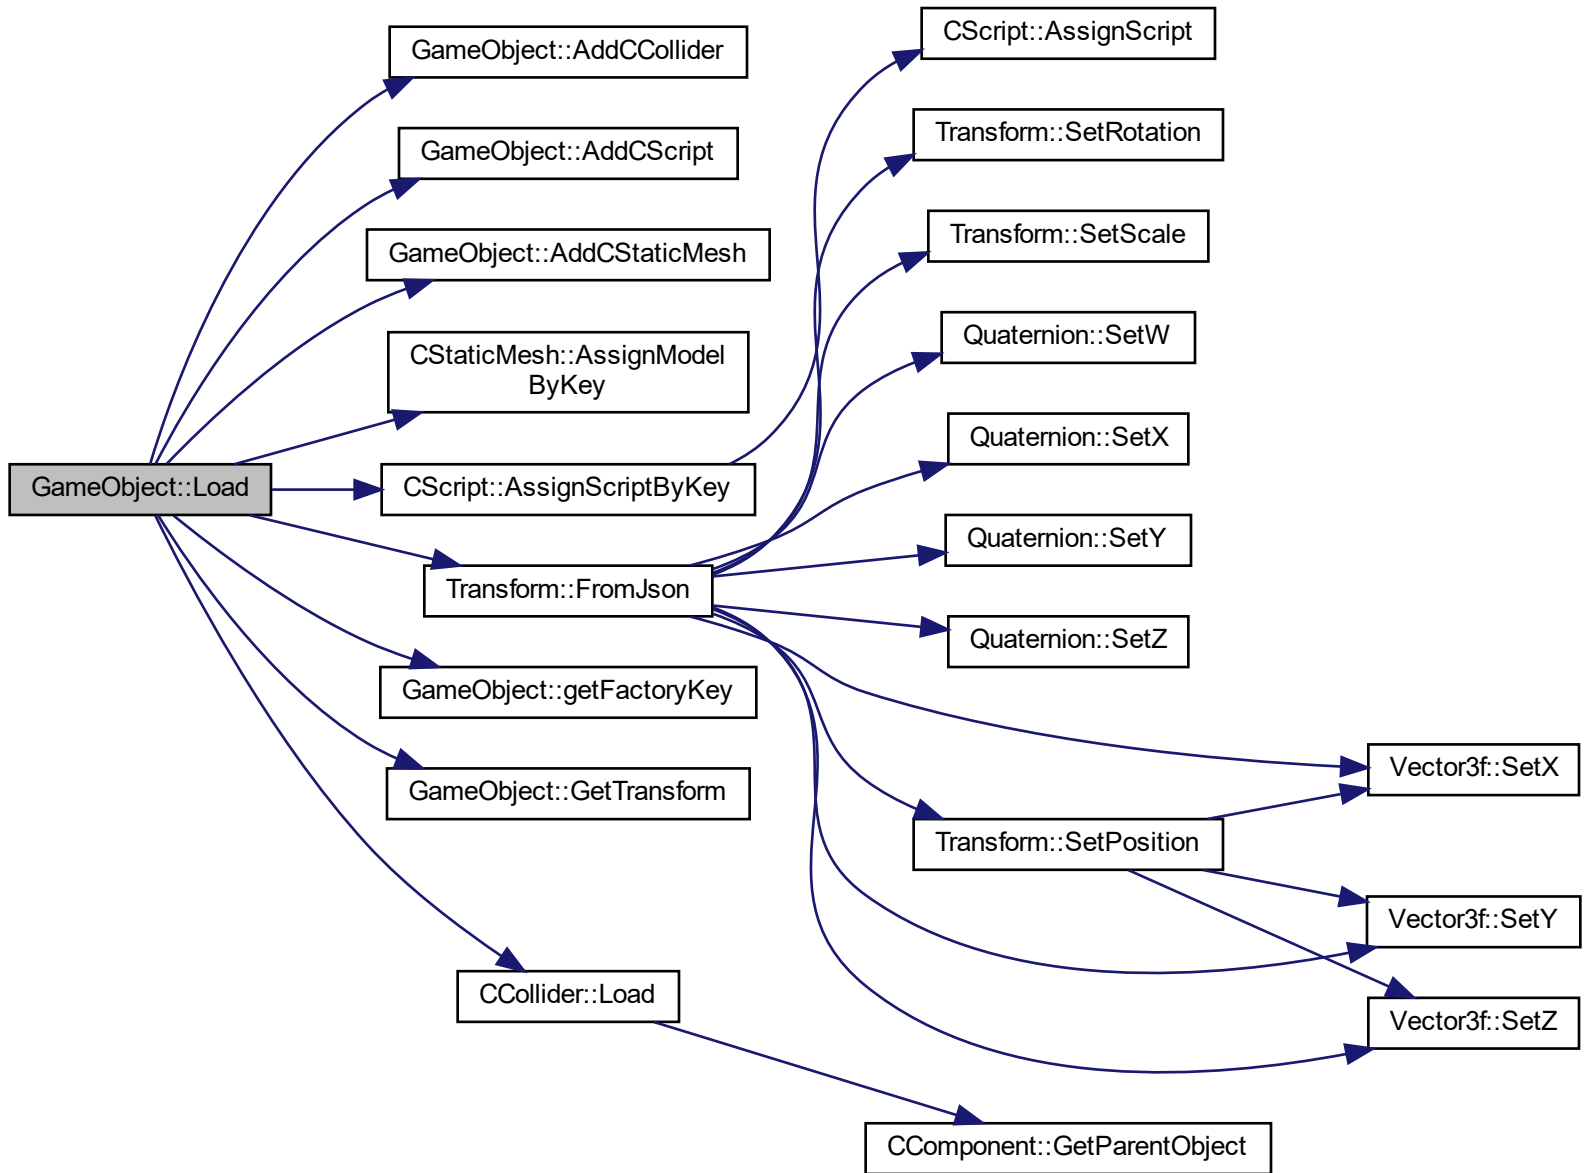 GameObject::Load
GameObject::AddCCollider
GameObject::AddCScript
GameObject::AddCStaticMesh
CStaticMesh::AssignModel
ByKey
CScript::AssignScriptByKey
Transform::FromJson
GameObject::getFactoryKey
GameObject::GetTransform
CCollider::Load
CScript::AssignScript
Transform::SetRotation
Transform::SetScale
Quaternion::SetW
Quaternion::SetX
Quaternion::SetY
Quaternion::SetZ
Transform::SetPosition
CComponent::GetParentObject
Vector3f::SetX
Vector3f::SetY
Vector3f::SetZ